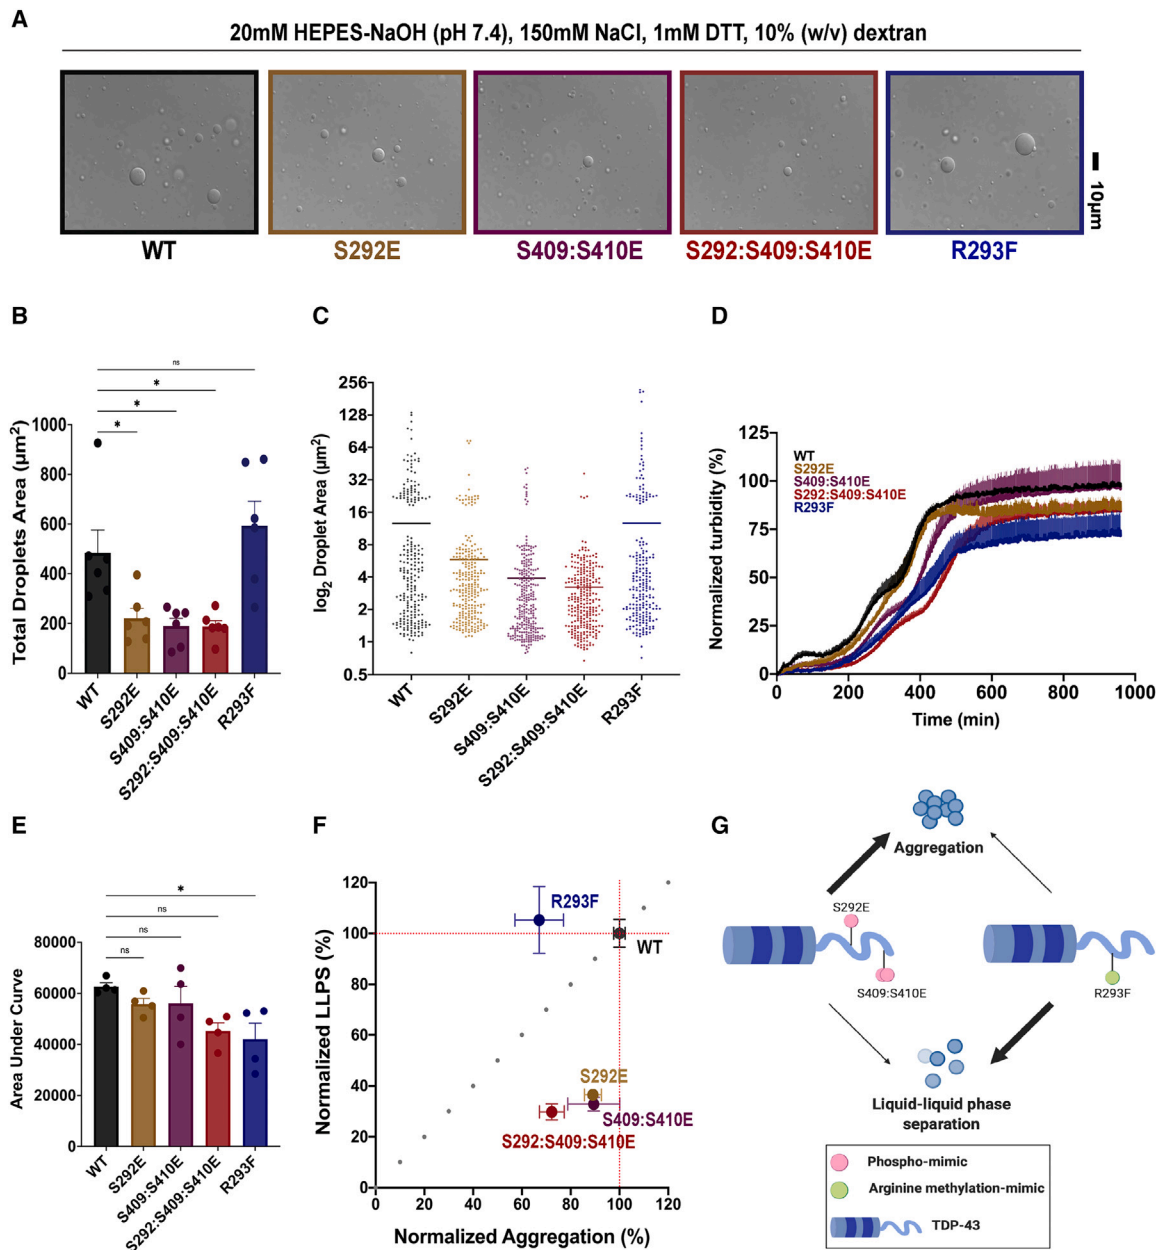 A
20mM HEPES-NaOH (pH 7.4), 150mM NaCl, 1mM DTT, 10% (w/v) dextran
10μm
WT
S292E
S409:S410E
S292:S409:S410E
R293F
B
ns
*
*
*
Total Droplets Area (μm²)
1000
800
600
400
200
0
WT
S292E
S409:S410E
S292:S409:S410E
R293F
C
log₂ Droplet Area (μm²)
256
128
64
32
16
8
4
2
1
0.5
WT
S292E
S409:S410E
S292:S409:S410E
R293F
D
Normalized turbidity (%)
125
100
75
50
25
0
WT
S292E
S409:S410E
S292:S409:S410E
R293F
0
200
400
600
800
1000
Time (min)
E
*
ns
ns
ns
Area Under Curve
80000
60000
40000
20000
0
WT
S292E
S409:S410E
S292:S409:S410E
R293F
F
Normalized LLPS (%)
120
100
80
60
40
20
0
R293F
WT
S292E
S409:S410E
S292:S409:S410E
0
20
40
60
80
100
120
Normalized Aggregation (%)
G
Aggregation
S292E
S409:S410E
R293F
Liquid-liquid phase
separation
Phospho-mimic
Arginine methylation-mimic
TDP-43